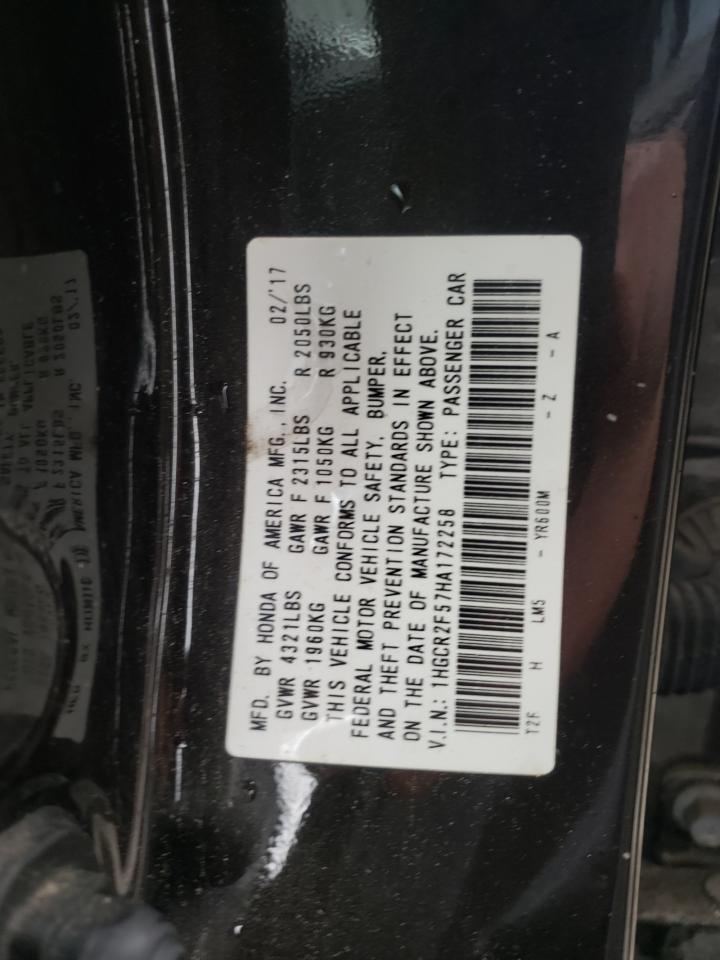 MFD. BY HONDA OF AMERICA MFG., INC. 02/'17
GVWR 4321LBS GAWR F 2315LBS R 2050LBS
GVWR 1960KG GAWR F 1050KG R 930KG
THIS VEHICLE CONFORMS TO ALL APPLICABLE
FEDERAL MOTOR VEHICLE SAFETY, BUMPER,
AND THEFT PREVENTION STANDARDS IN EFFECT
ON THE DATE OF MANUFACTURE SHOWN ABOVE.
V.I.N.: 1HGCR2F57HA172258 TYPE: PASSENGER CAR
T2F H LM5 - YR600M - Z - A